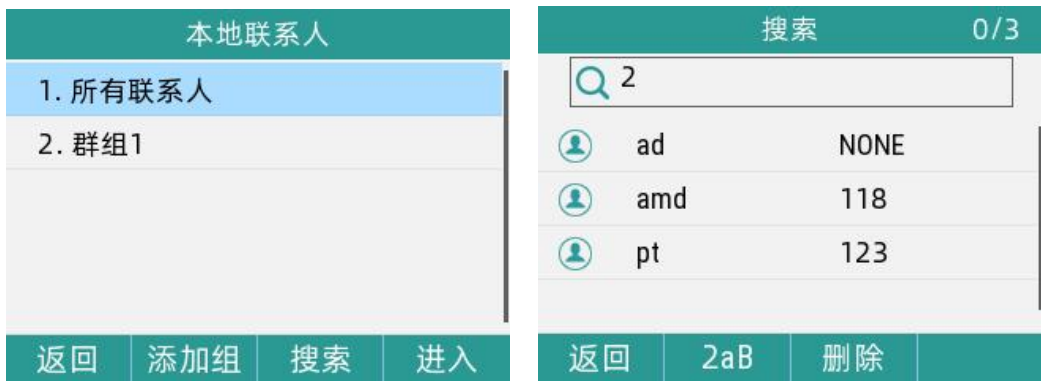 本地联系人
1. 所有联系人
2. 群组1
返回 添加组 搜索 进入
搜索 0/3
2
ad NONE
amd 118
pt 123
返回 2aB 删除